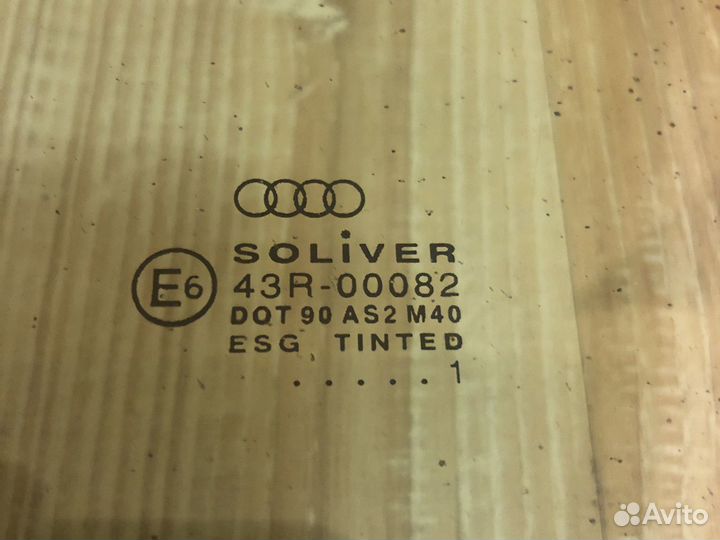 SOLiVER
E6 43R-00082
DOT 90 AS2 M40
ESG TINTED
.....1
Avito